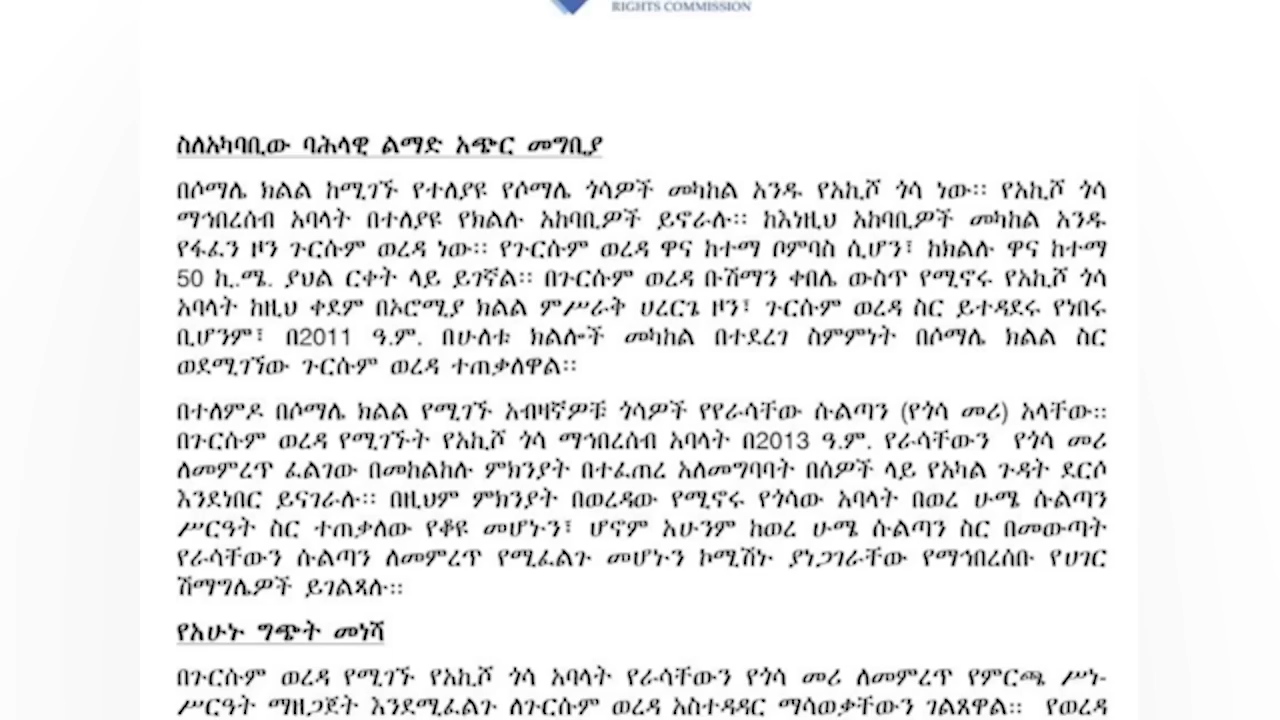 RIGHTS COMMISSION
ስለአካባቢው ባሕላዊ ልማድ አጭር መግቢያ
በሶማሌ ክልል ከሚገኙ የተለያዩ የሶማሌ ጎሳዎች መካከል አንዱ የአኪሾ ጎሳ ነው፡፡ የአኪሾ ጎሳ
ማኅበረሰብ አባላት በተለያዩ የክልሉ አከባቢዎች ይኖራሉ፡፡ ከእነዚህ አከባቢዎች መካከል አንዱ
የፋፈን ዞን ጉርሱም ወረዳ ነው፡፡ የጉርሱም ወረዳ ዋና ከተማ ቦምባስ ሲሆን፣ ከክልሉ ዋና ከተማ
50 ኪ.ሜ. ያህል ርቀት ላይ ይገኛል፡፡ በጉርሱም ወረዳ ቡሽማን ቀበሌ ውስጥ የሚኖሩ የአኪሾ ጎሳ
አባላት ከዚህ ቀደም በኦሮሚያ ክልል ምሥራቅ ሀረርጌ ዞን፣ ጉርሱም ወረዳ ስር ይተዳደሩ የነበሩ
ቢሆንም፣ በ2011 ዓ.ም. በሁለቱ ክልሎች መካከል በተደረገ ስምምነት በሶማሌ ክልል ስር
ወደሚገኘው ጉርሱም ወረዳ ተጠቃለዋል፡፡
በተለምዶ በሶማሌ ክልል የሚገኙ አብዛኛዎቹ ጎሳዎች የየራሳቸው ሱልጣን (የጎሳ መሪ) አላቸው፡፡
በጉርሱም ወረዳ የሚገኙት የአኪሾ ጎሳ ማኅበረሰብ አባላት በ2013 ዓ.ም. የራሳቸውን የጎሳ መሪ
ለመምረጥ ፈልገው በመከልከሉ ምክንያት በተፈጠረ አለመግባባት በሰዎች ላይ የአካል ጉዳት ደርሶ
እንደነበር ይናገራሉ፡፡ በዚህም ምክንያት በወረዳው የሚኖሩ የጎሳው አባላት በወረ ሁሜ ሱልጣን
ሥርዓት ስር ተጠቃለው የቆዩ መሆኑን፣ ሆኖም አሁንም ከወረ ሁሜ ሱልጣን ስር በመውጣት
የራሳቸውን ሱልጣን ለመምረጥ የሚፈልጉ መሆኑን ኮሚሽኑ ያነጋገራቸው የማኅበረሰቡ የሀገር
ሽማግሌዎች ይገልጻሉ፡፡
የአሁኑ ግጭት መነሻ
በጉርሱም ወረዳ የሚገኙ የአኪሾ ጎሳ አባላት የራሳቸውን የጎሳ መሪ ለመምረጥ የምርጫ ሥነ-
ሥርዓት ማዘጋጀት እንደሚፈልጉ ለጉርሱም ወረዳ አስተዳዳር ማሳወቃቸውን ገልጸዋል፡፡ የወረዳ